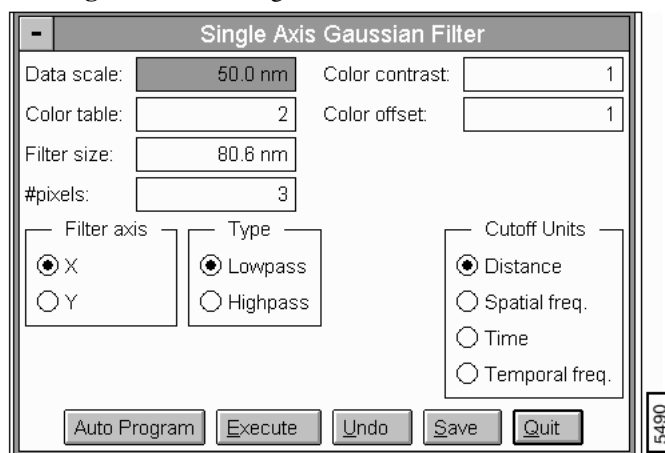 Single Axis Gaussian Filter
Data scale: 50.0 nm Color contrast: 1
Color table: 2 Color offset: 1
Filter size: 80.6 nm
#pixels: 3
Filter axis Type Cutoff Units
X Lowpass Distance
Y Highpass Spatial freq.
Time
Temporal freq.
Auto Program Execute Undo Save Quit
5490